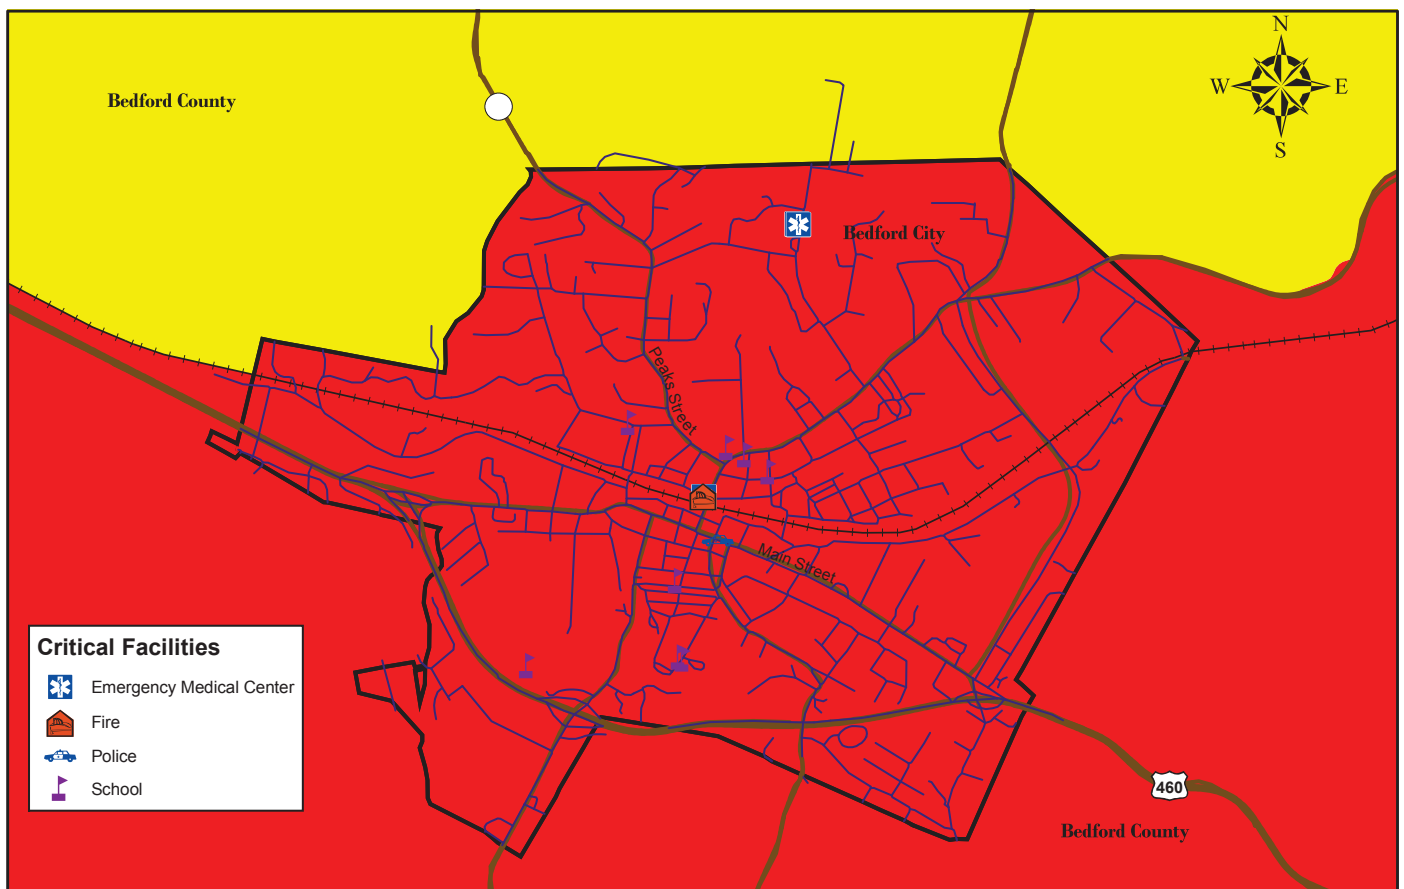 N
Bedford County
W E
S
Bedford City
Peaks Street
Main Street
Critical Facilities
Emergency Medical Center
Fire
Police
School
460
Bedford County